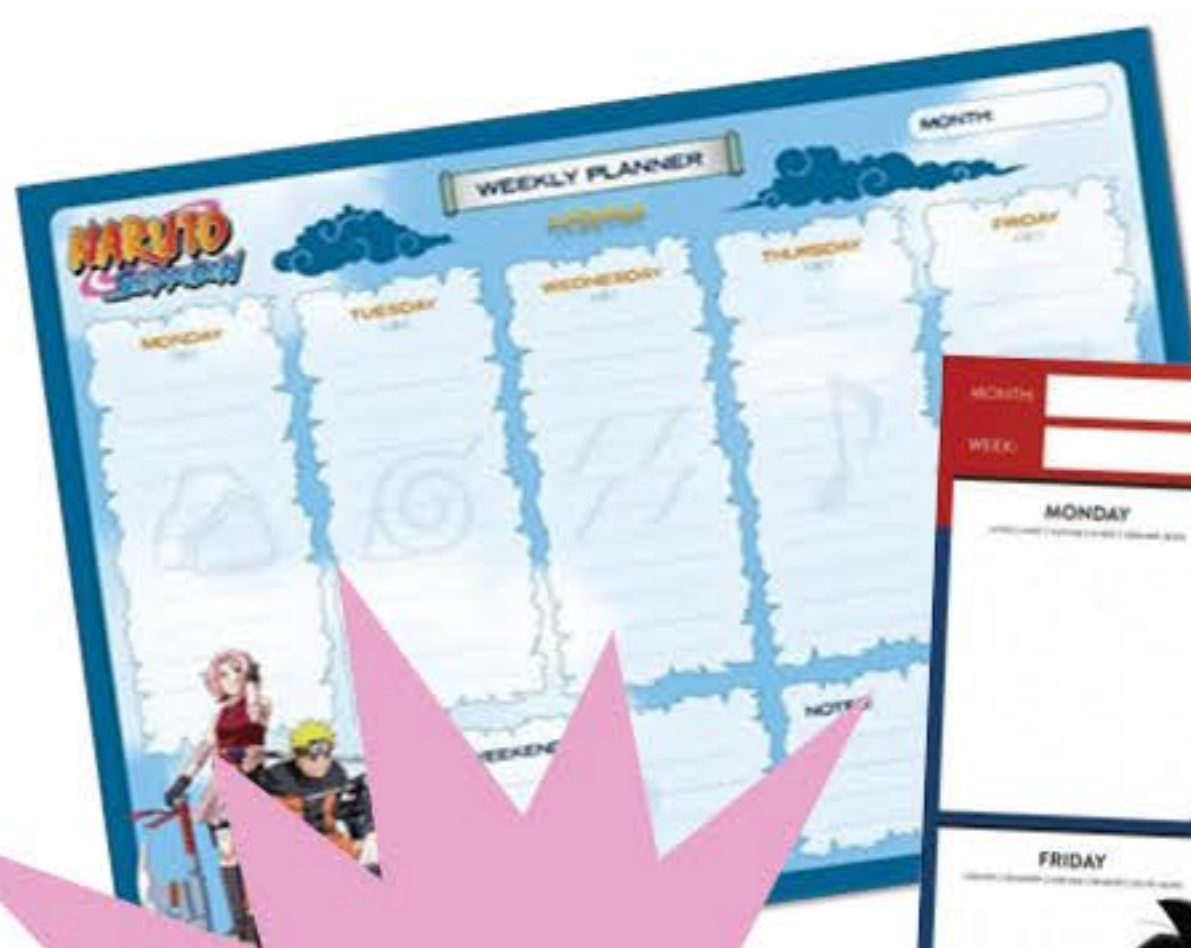 WEEKLY PLANNER
MONTH:
NARUTO
SHIPPUDEN
MONDAY
TUESDAY
WEDNESDAY
THURSDAY
FRIDAY
WEEKEND
NOTES
MONTH:
WEEK:
MONDAY
FRIDAY